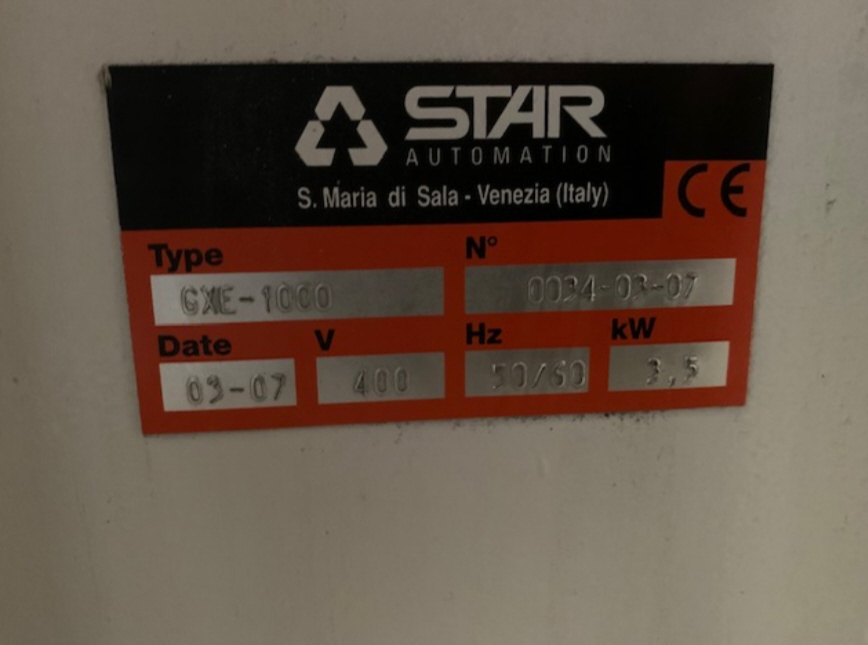 STAR
AUTOMATION
S. Maria di Sala - Venezia (Italy)
CE
Type N°
GXE-1000 0034-03-07
Date V Hz kW
03-07 400 50/60 3,5